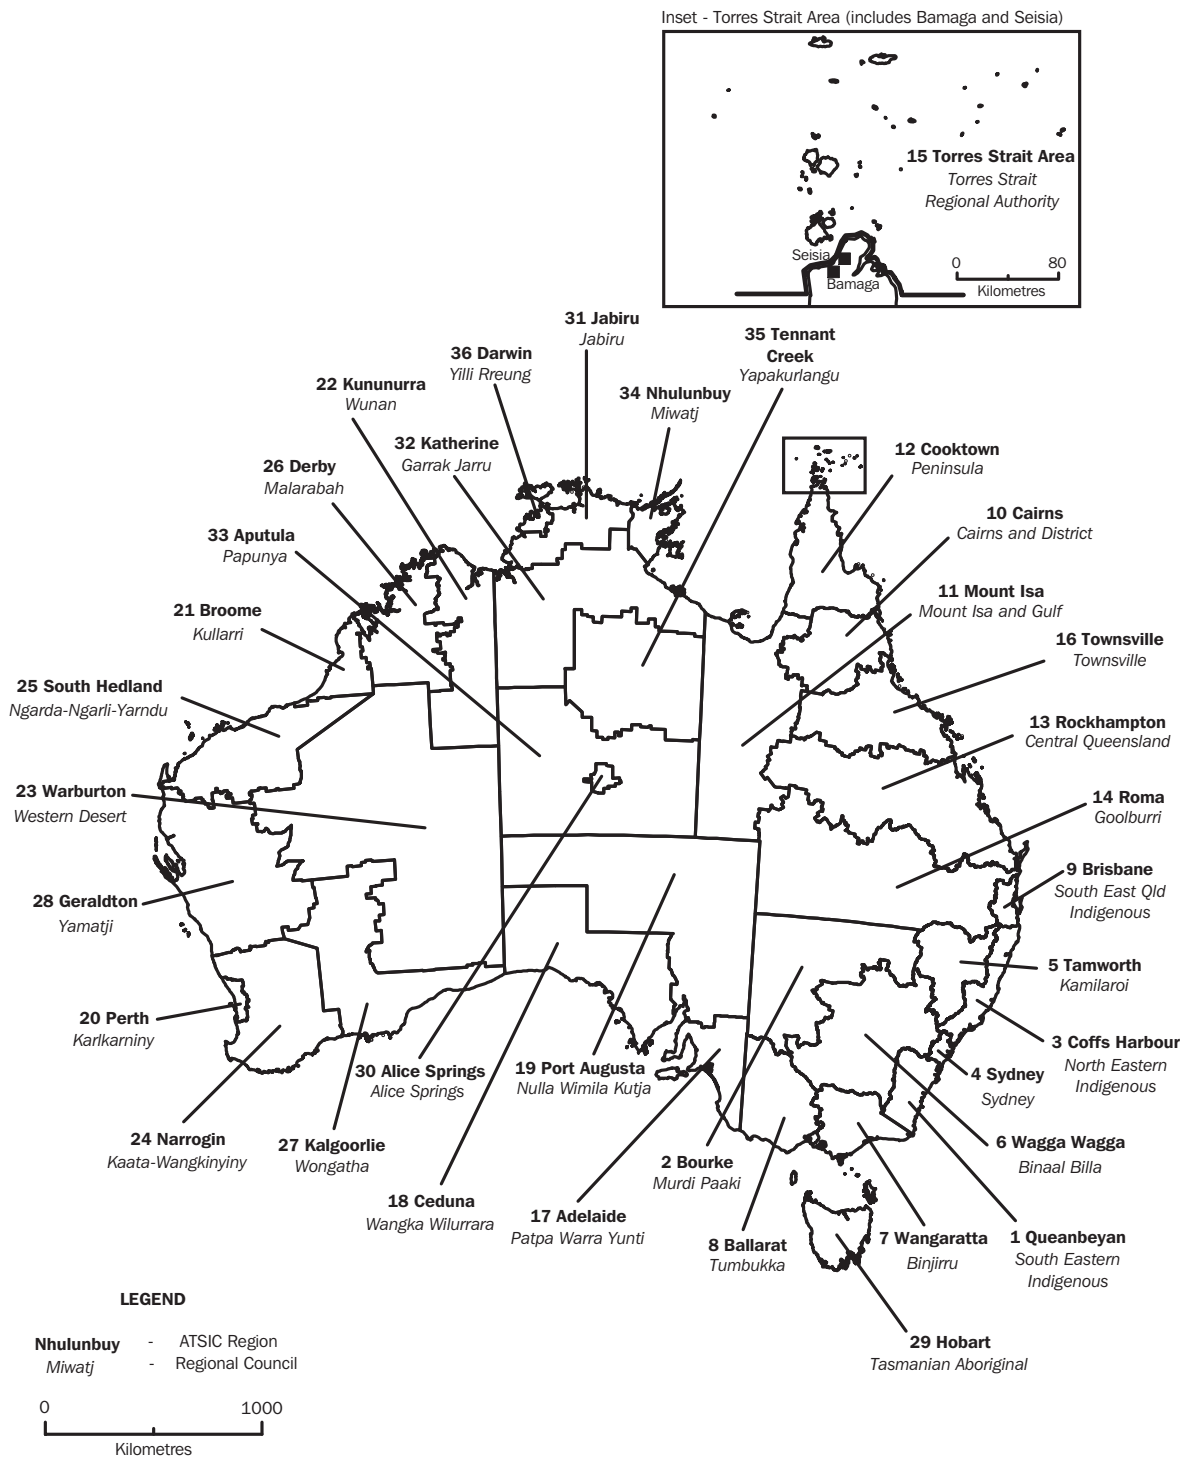 Inset - Torres Strait Area (includes Bamaga and Seisia)
15 Torres Strait Area
Torres Strait
Regional Authority
Seisia
Bamaga
0 80
Kilometres
31 Jabiru
Jabiru
35 Tennant
Creek
Yapakurlangu
36 Darwin
Yilli Rreung
22 Kununurra
Wunan
34 Nhulunbuy
Miwatj
32 Katherine
Garrak Jarru
12 Cooktown
Peninsula
26 Derby
Malarabah
10 Cairns
Cairns and District
33 Aputula
Papunya
11 Mount Isa
Mount Isa and Gulf
21 Broome
Kullarri
16 Townsville
Townsville
25 South Hedland
Ngarda-Ngarli-Yarndu
13 Rockhampton
Central Queensland
23 Warburton
Western Desert
14 Roma
Goolburri
9 Brisbane
South East Qld
Indigenous
28 Geraldton
Yamatji
5 Tamworth
Kamilaroi
20 Perth
Karlkarniny
3 Coffs Harbour
North Eastern
Indigenous
30 Alice Springs
Alice Springs
19 Port Augusta
Nulla Wimila Kutja
4 Sydney
Sydney
24 Narrogin
Kaata-Wangkinyiny
27 Kalgoorlie
Wongatha
6 Wagga Wagga
Binaal Billa
2 Bourke
Murdi Paaki
18 Ceduna
Wangka Wilurrara
17 Adelaide
Patpa Warra Yunti
8 Ballarat
Tumbukka
7 Wangaratta
Binjirru
1 Queanbeyan
South Eastern
Indigenous
29 Hobart
Tasmanian Aboriginal
LEGEND
Nhulunbuy - ATSIC Region
Miwatj - Regional Council
0 1000
Kilometres